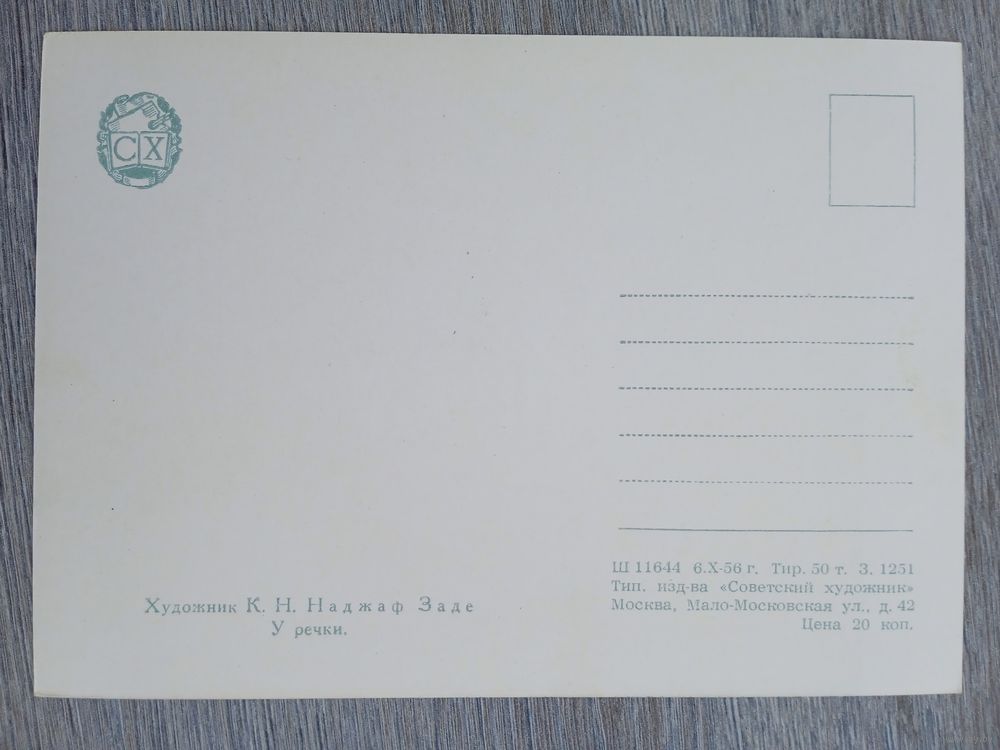 СХ
Художник К. Н. Наджаф Заде
У речки.
Ш 11644 6.X-56 г. Тир. 50 т. З. 1251
Тип. изд-ва «Советский художник»
Москва, Мало-Московская ул., д. 42
Цена 20 коп.